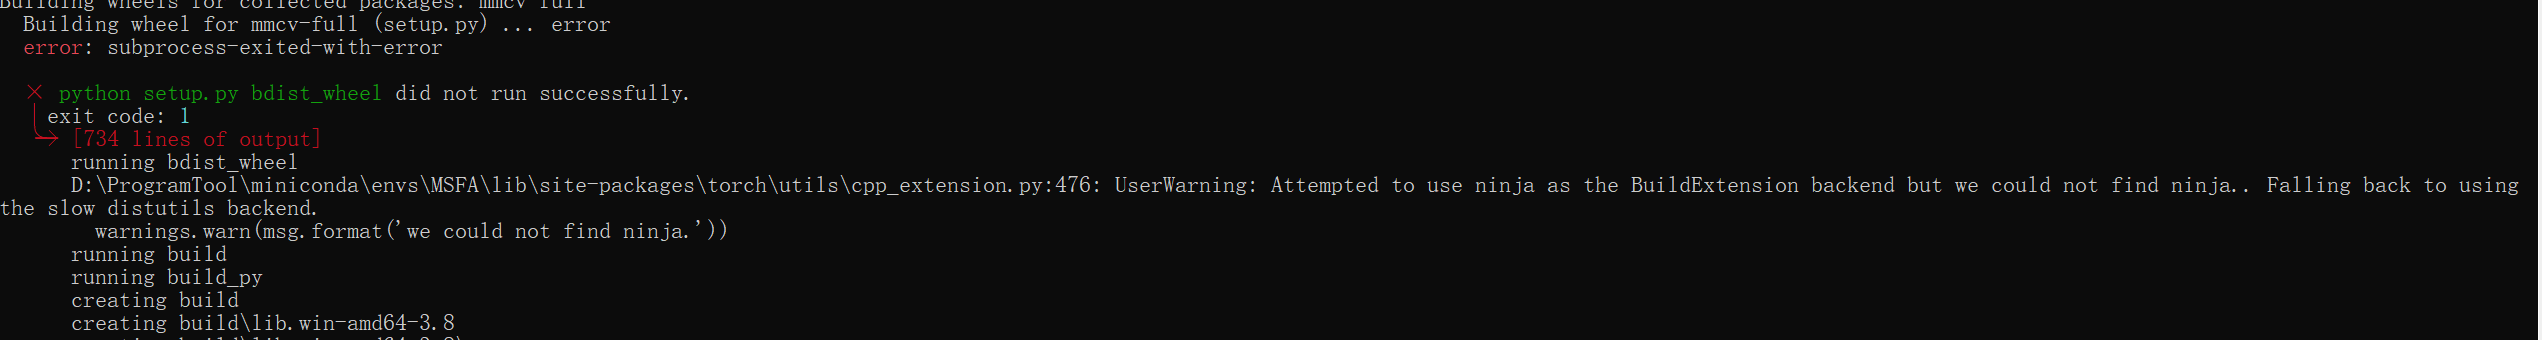 Building wheels for collected packages: mmcv-full
Building wheel for mmcv-full (setup.py) ... error
error: subprocess-exited-with-error
× python setup.py bdist_wheel did not run successfully.
exit code: 1
[734 lines of output]
running bdist_wheel
D:\ProgramTool\miniconda\envs\MSFA\lib\site-packages\torch\utils\cpp_extension.py:476: UserWarning: Attempted to use ninja as the BuildExtension backend but we could not find ninja.. Falling back to using
the slow distutils backend.
warnings.warn(msg.format('we could not find ninja.'))
running build
running build_py
creating build
creating build\lib.win-amd64-3.8